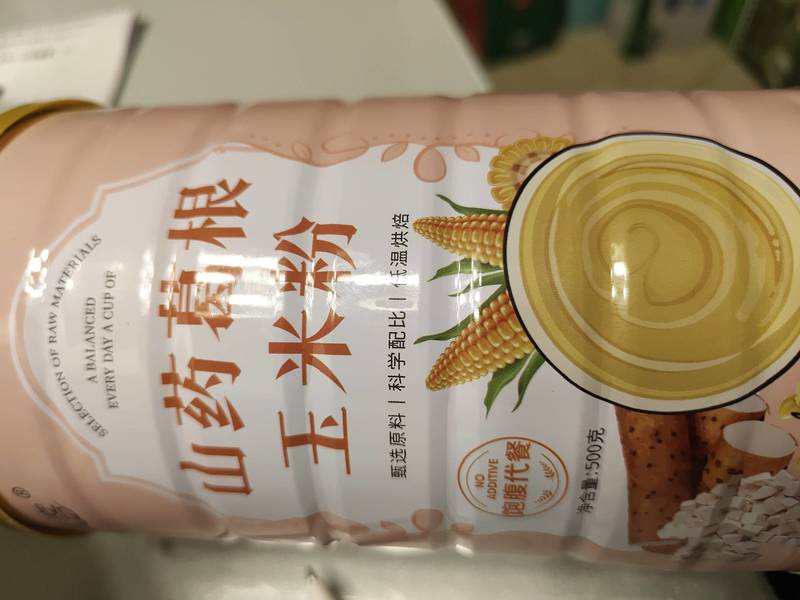 SELECTION OF RAW MATERIALS
A BALANCED
EVERY DAY A CUP OF
山药茵根
玉米粉
甄选原料 | 科学配比 | 低温烘焙
NO
ADDITIVE
饱腹代餐
净含量:500克
®